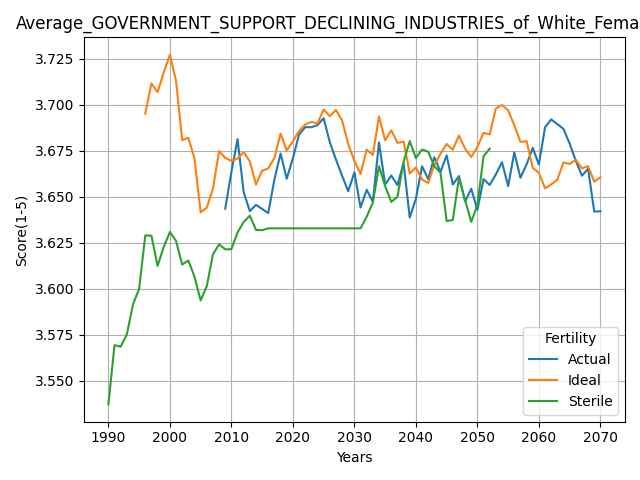 Average_GOVERNMENT_SUPPORT_DECLINING_INDUSTRIES_of_White_Fema
3.725
3.700
3.675
3.650
3.625
3.600
3.575
3.550
Score(1-5)
Fertility
Actual
Ideal
Sterile
1990 2000 2010 2020 2030 2040 2050 2060 2070
Years